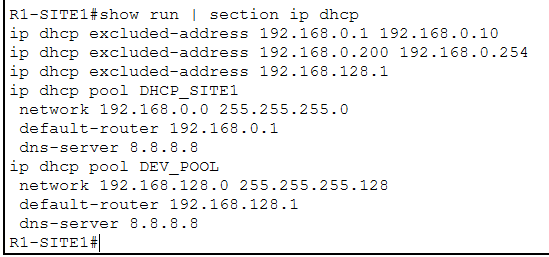 R1-SITE1#show run | section ip dhcp
ip dhcp excluded-address 192.168.0.1 192.168.0.10
ip dhcp excluded-address 192.168.0.200 192.168.0.254
ip dhcp excluded-address 192.168.128.1
ip dhcp pool DHCP_SITE1
 network 192.168.0.0 255.255.255.0
 default-router 192.168.0.1
 dns-server 8.8.8.8
ip dhcp pool DEV_POOL
 network 192.168.128.0 255.255.255.128
 default-router 192.168.128.1
 dns-server 8.8.8.8
R1-SITE1#